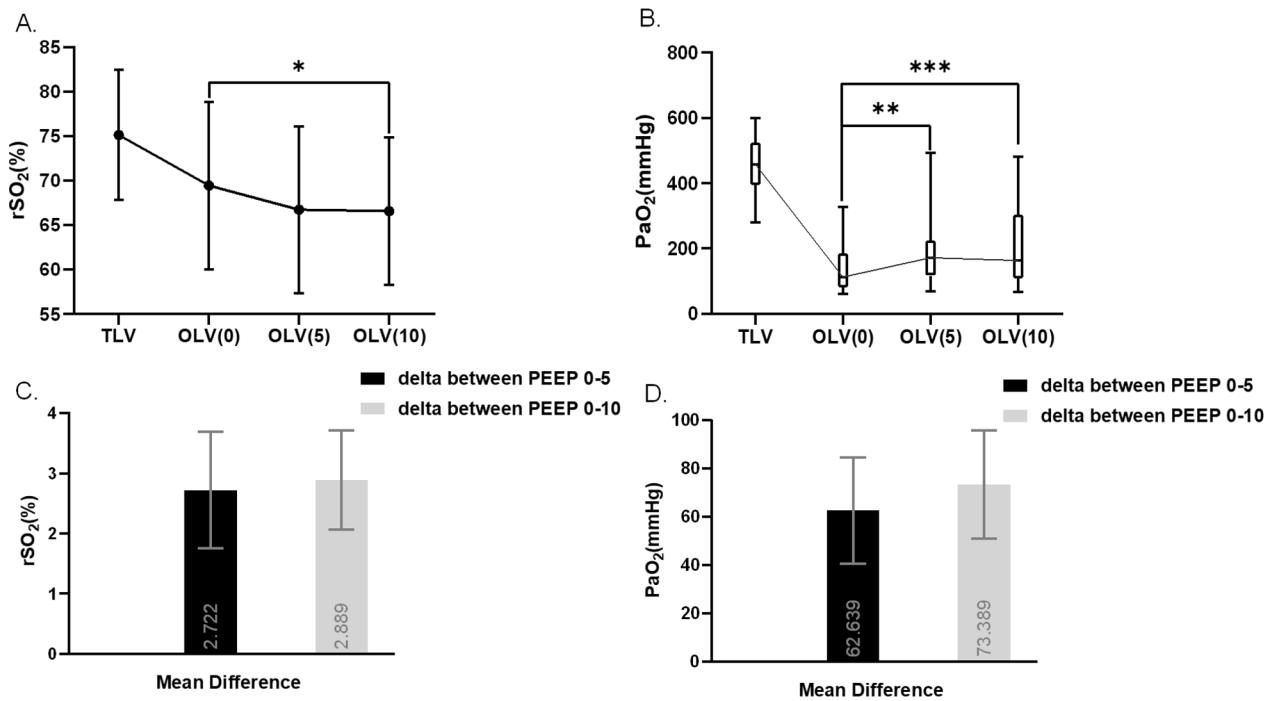 A.
85
80
75
70
65
60
55
rSO2(%)
*
TLV OLV(0) OLV(5) OLV(10)
B.
800
600
400
200
0
PaO2(mmHg)
***
**
TLV OLV(0) OLV(5) OLV(10)
C.
delta between PEEP 0-5
delta between PEEP 0-10
4
3
2
1
0
rSO2(%)
2.722
2.889
Mean Difference
D.
delta between PEEP 0-5
delta between PEEP 0-10
100
80
60
40
20
0
PaO2(mmHg)
62.639
73.389
Mean Difference